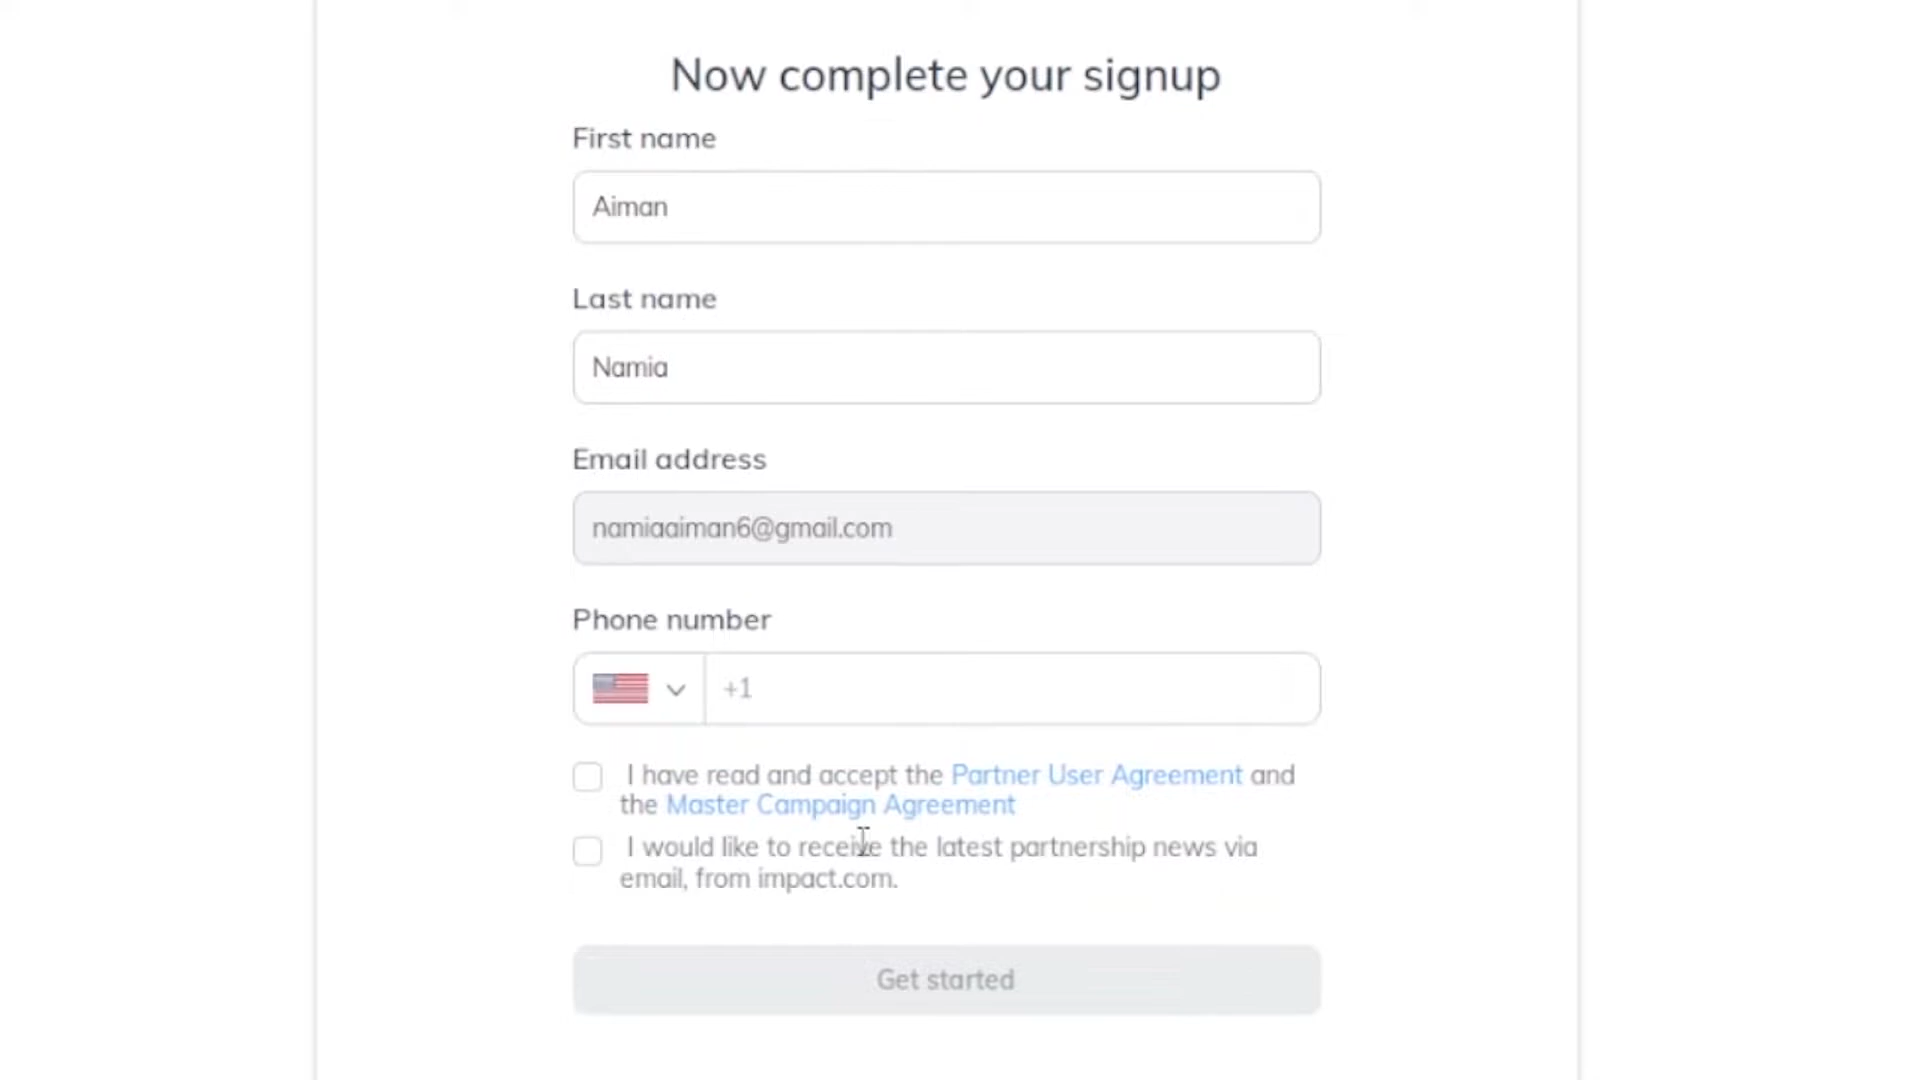 Now complete your signup
First name
Aiman
Last name
Namia
Email address
namiaaiman6@gmail.com
Phone number
+1
I have read and accept the Partner User Agreement and
the Master Campaign Agreement
I would like to receive the latest partnership news via
email, from impact.com.
Get started